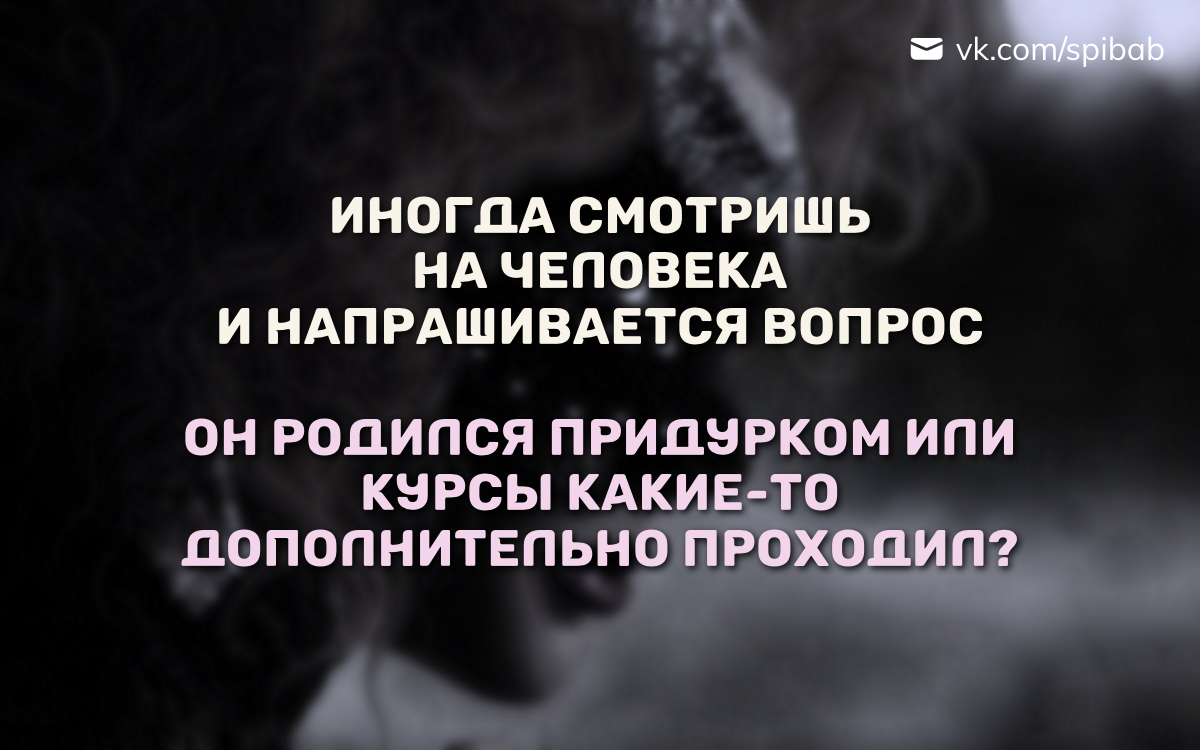 vk.com/spibab
ИНОГДА СМОТРИШЬ
НА ЧЕЛОВЕКА
И НАПРАШИВАЕТСЯ ВОПРОС
ОН РОДИЛСЯ ПРИДУРКОМ ИЛИ
КУРСЫ КАКИЕ-ТО
ДОПОЛНИТЕЛЬНО ПРОХОДИЛ?